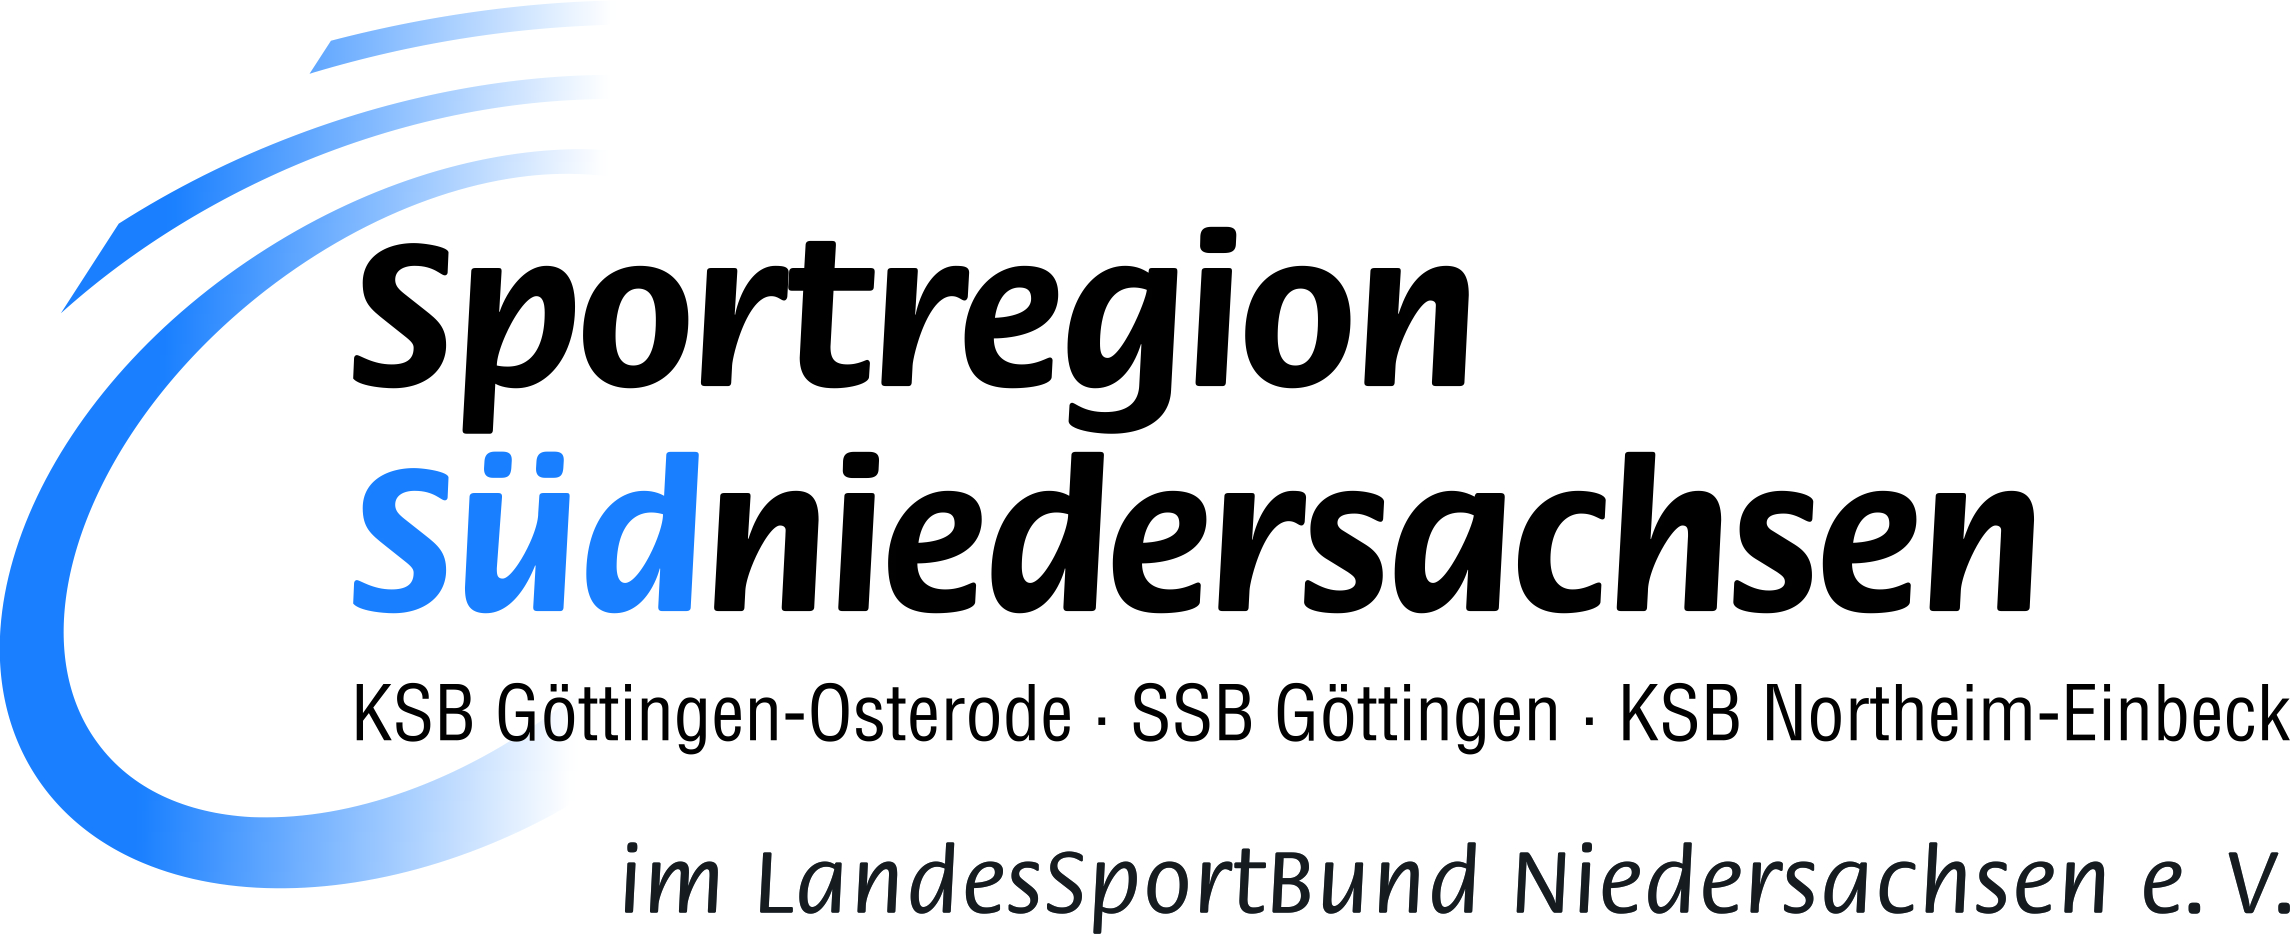 Sportregion
Südniedersachsen
KSB Göttingen-Osterode · SSB Göttingen · KSB Northeim-Einbeck
im LandesSportBund Niedersachsen e. V.